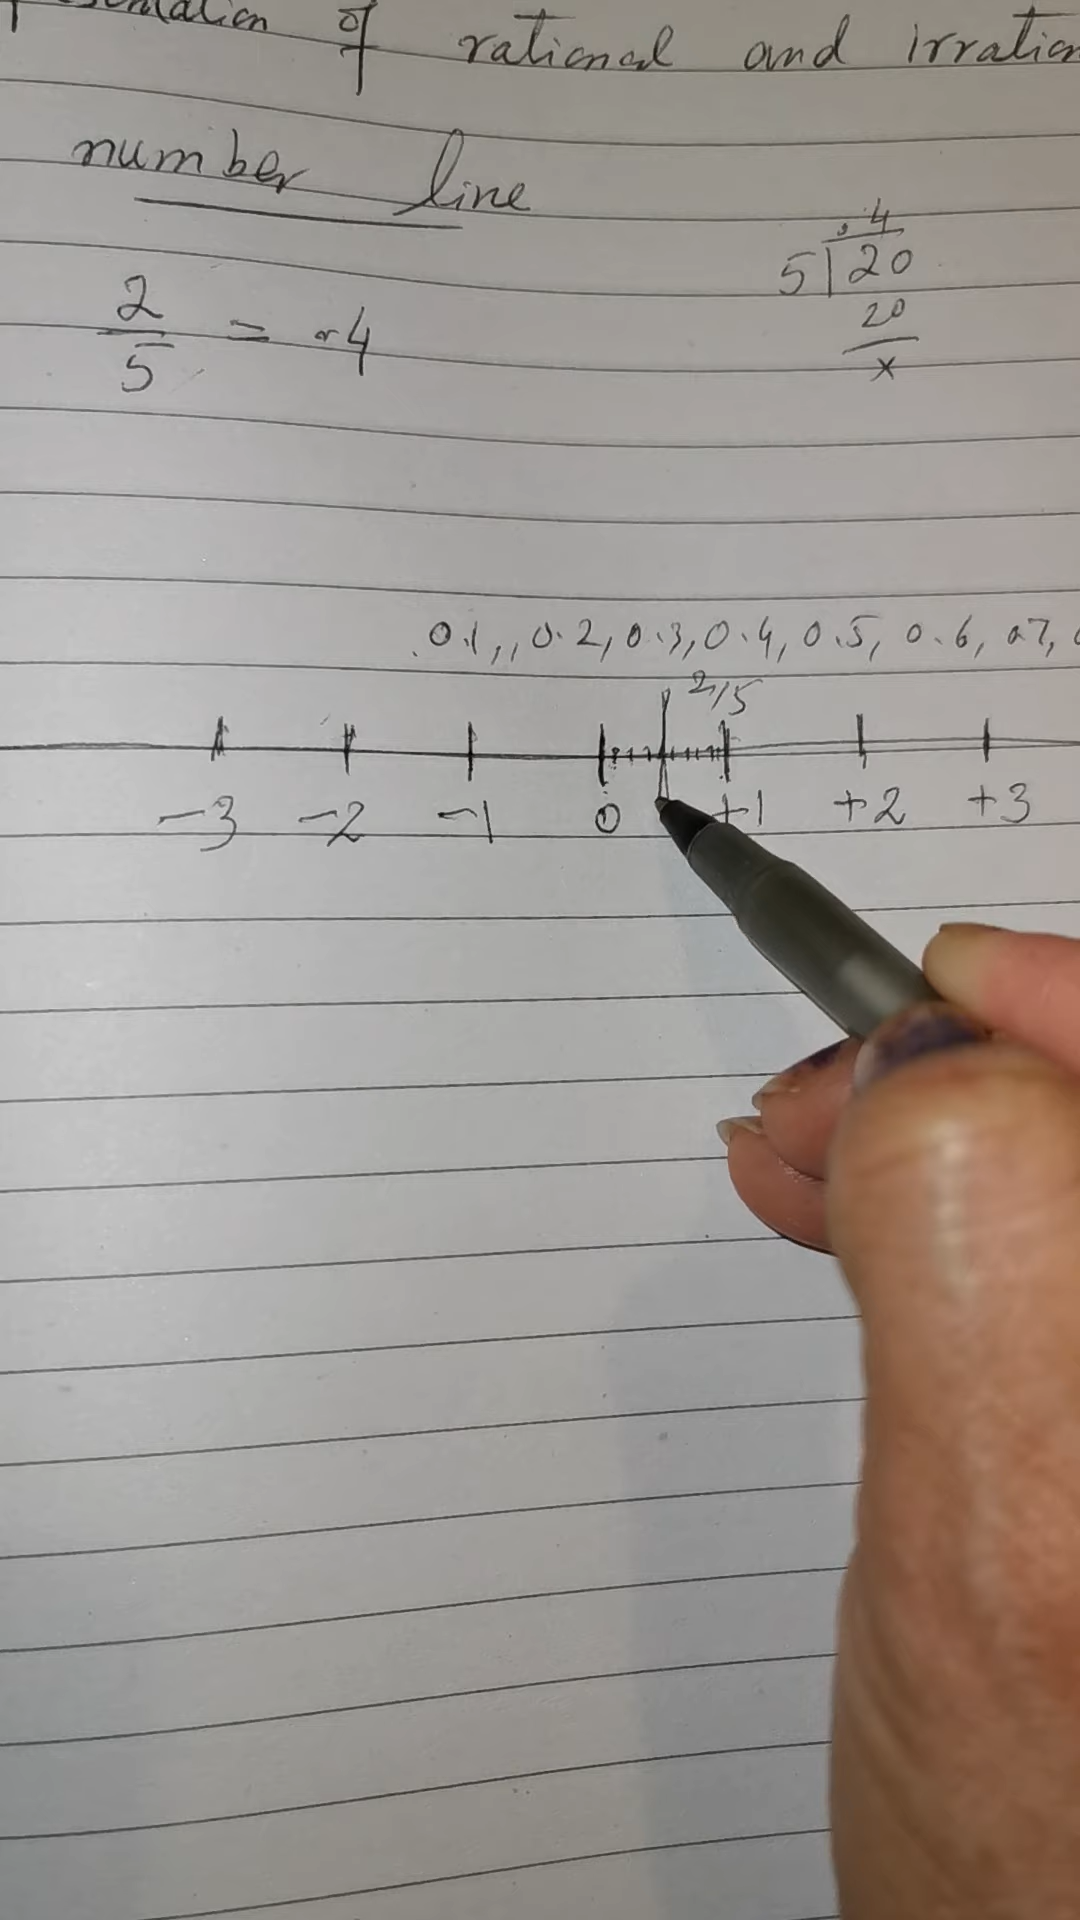 of rational and
number line
.4
5 20
20
x
2
5 = .4
0.1,, 0.2, 0.3, 0.4, 0.5, 0.6, 0.7,
2/5
-3 -2 -1 0 +1 +2 +3